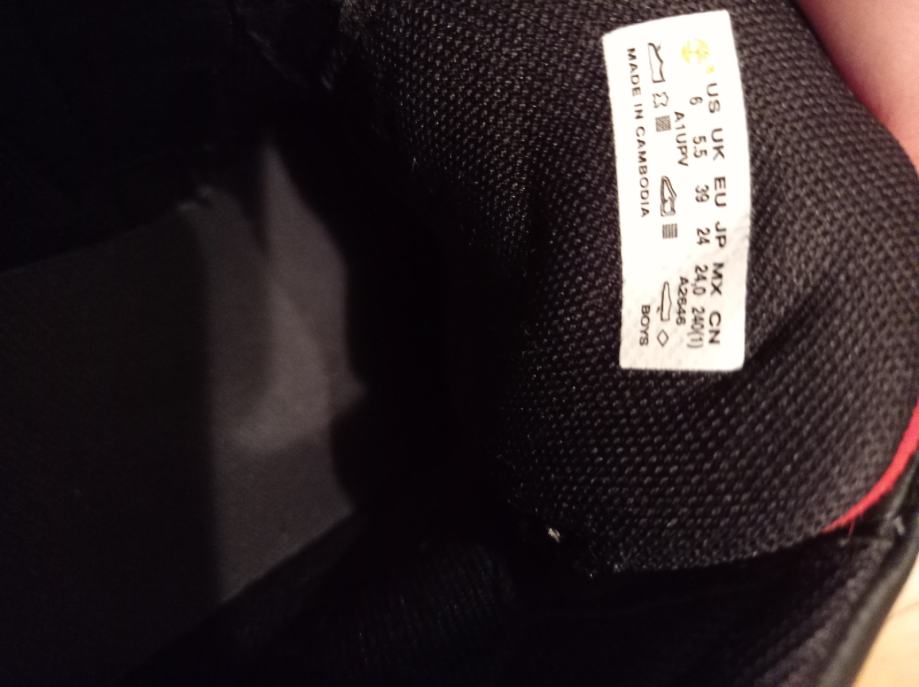 US UK EU JP MX CN
6 5.5 39 24 24.0 240(1)
A1UPV A2646
MADE IN CAMBODIA BOYS